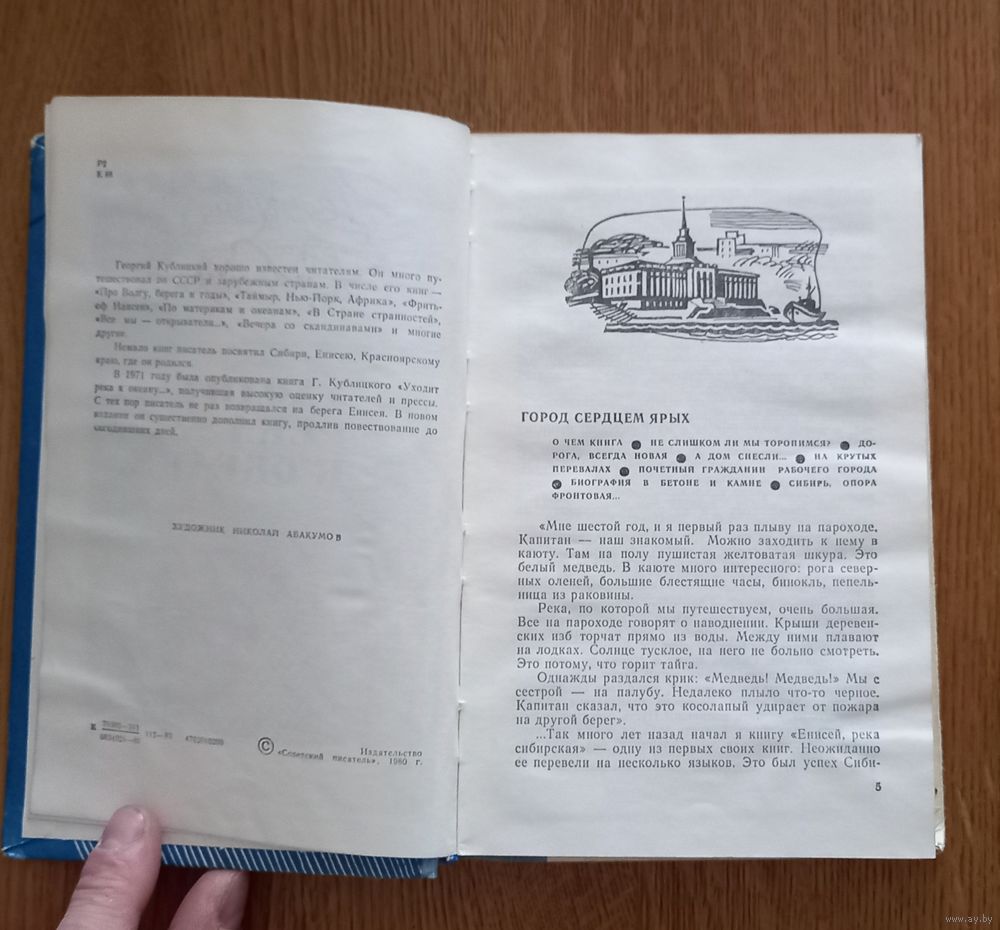 Р2
К 88
Георгий Кублицкий хорошо известен читателям. Он много пу-
тешествовал по СССР и зарубежным странам. В числе его книг —
«Про Волгу, берега и годы», «Таймыр, Нью-Йорк, Африка», «Фрить-
оф Нансен», «По материкам и океанам», «В Стране странностей»,
«Все мы — открыватели...», «Вечера со скандинавами» и многие
другие.
Немало книг писатель посвятил Сибири, Енисею, Красноярскому
краю, где он родился.
В 1971 году была опубликована книга Г. Кублицкого «Уходит
река к океану...», получившая высокую оценку читателей и прессы.
С тех пор писатель не раз возвращался на берега Енисея. В новом
издании он существенно дополнил книгу, продлив повествование до
сегодняшних дней.
ХУДОЖНИК НИКОЛАЙ АБАКУМОВ
К
© Издательство
«Советский писатель», 1980 г.
ГОРОД СЕРДЦЕМ ЯРЫХ
О ЧЕМ КНИГА ● НЕ СЛИШКОМ ЛИ МЫ ТОРОПИМСЯ? ● ДО-
РОГА, ВСЕГДА НОВАЯ ● А ДОМ СНЕСЛИ... ● НА КРУТЫХ
ПЕРЕВАЛАХ ● ПОЧЕТНЫЙ ГРАЖДАНИН РАБОЧЕГО ГОРОДА
● БИОГРАФИЯ В БЕТОНЕ И КАМНЕ ● СИБИРЬ, ОПОРА
ФРОНТОВАЯ...
«Мне шестой год, и я первый раз плыву на пароходе.
Капитан — наш знакомый. Можно заходить к нему в
каюту. Там на полу пушистая желтоватая шкура. Это
белый медведь. В каюте много интересного: рога север-
ных оленей, большие блестящие часы, бинокль, пепель-
ница из раковины.
Река, по которой мы путешествуем, очень большая.
Все на пароходе говорят о наводнении. Крыши деревен-
ских изб торчат прямо из воды. Между ними плавают
на лодках. Солнце тусклое, на него не больно смотреть.
Это потому, что горит тайга.
Однажды раздался крик: «Медведь! Медведь!» Мы с
сестрой — на палубу. Недалеко плыло что-то черное.
Капитан сказал, что это косолапый удирает от пожара
на другой берег».
...Так много лет назад начал я книгу «Енисей, река
сибирская» — одну из первых своих книг. Неожиданно
ее перевели на несколько языков. Это был успех Сиби-
5
www.ay.by